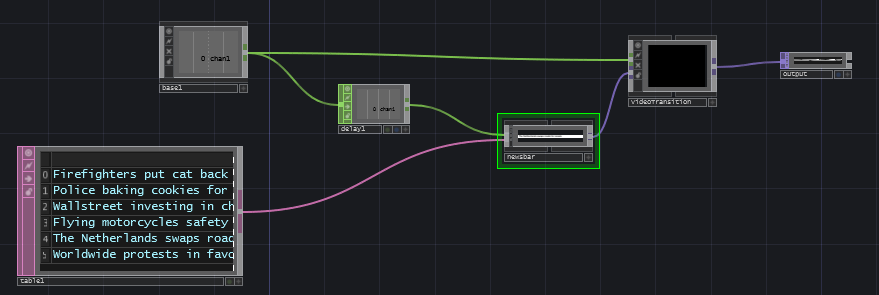 0 chan1
base1
0 chan1
delay1
newsbar
videoTransition
output
0 Firefighters put cat back
1 Police baking cookies for
2 Wallstreet investing in ch
3 Flying motorcycles safety
4 The Netherlands swaps road
5 Worldwide protests in favo
table1